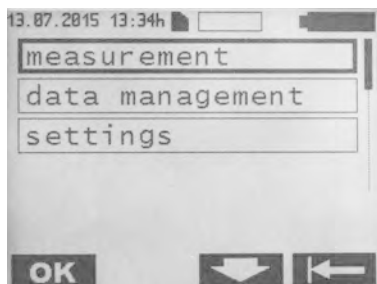 13.07.2015 13:34h
measurement
data management
settings
OK